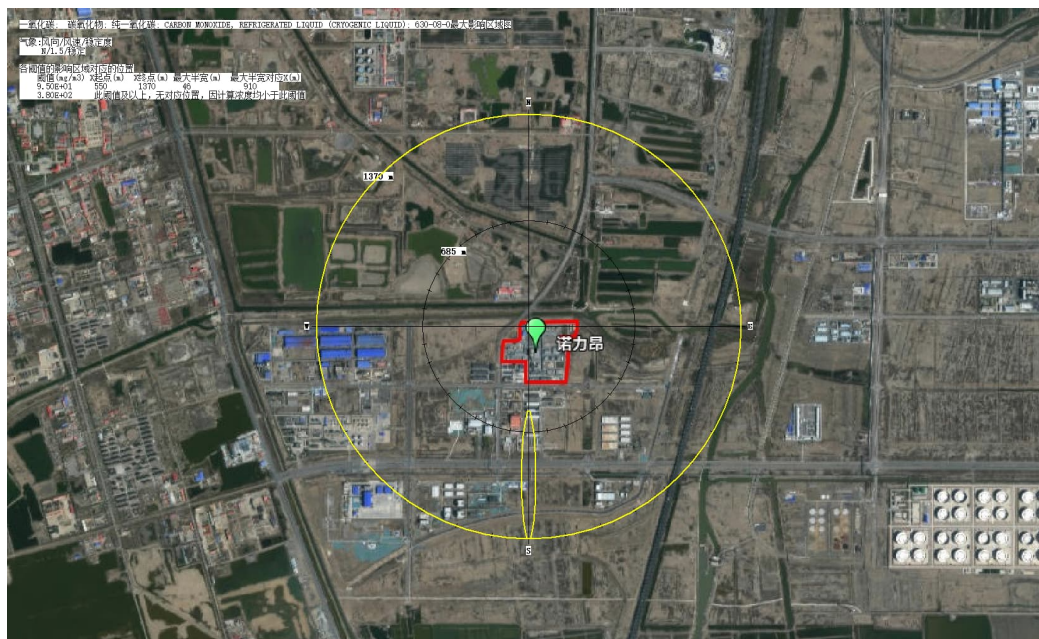 一氧化碳; 碳氧化物; 纯一氧化碳; CARBON MONOXIDE, REFRIGERATED LIQUID (CRYOGENIC LIQUID); 630-08-0最大影响区域图
气象:风向/风速/稳定度
N/1.5/稳定
各阈值的影响区域对应的位置
阈值(mg/m3) X起点(m) X终点(m) 最大半宽(m) 最大半宽对应X(m)
9.50E+01 550 1370 46 910
3.80E+02 此阈值及以上，无对应位置，因计算浓度均小于此阈值
N
1370 m
685 m
W
E
诺力昂
S